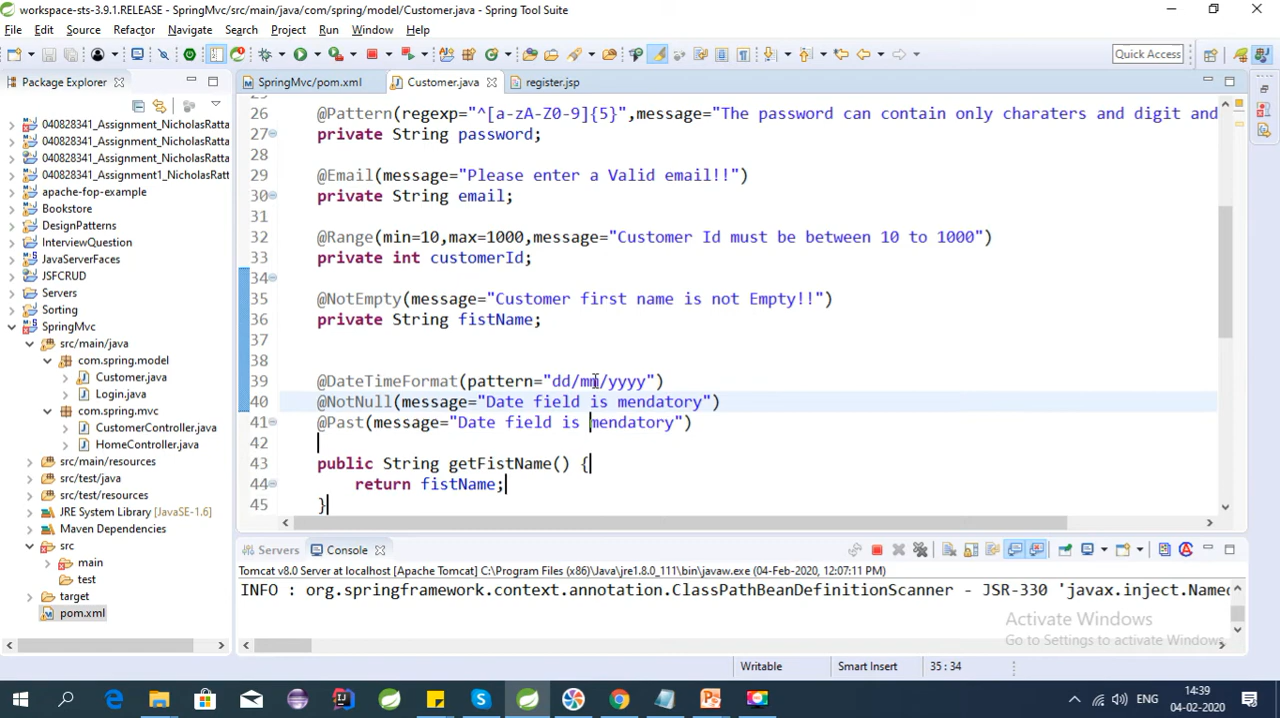 workspace-sts-3.9.1.RELEASE - SpringMvc/src/main/java/com/spring/model/Customer.java - Spring Tool Suite
File Edit Source Refactor Navigate Search Project Run Window Help
Quick Access
Package Explorer
SpringMvc/pom.xml Customer.java register.jsp
040828341_Assignment_NicholasRatta
040828341_Assignment_NicholasRatta
040828341_Assignment_NicholasRatta
040828341_Assignment1_NicholasRatta
apache-fop-example
Bookstore
DesignPatterns
InterviewQuestion
JavaServerFaces
JSFCRUD
Servers
Sorting
SpringMvc
src/main/java
com.spring.model
Customer.java
Login.java
com.spring.mvc
CustomerController.java
HomeController.java
src/main/resources
src/test/java
src/test/resources
JRE System Library [JavaSE-1.6]
Maven Dependencies
src
main
test
target
pom.xml
25
26 @Pattern(regexp="^[a-zA-Z0-9]{5}",message="The password can contain only charaters and digit and
27 private String password;
28
29 @Email(message="Please enter a Valid email!!")
30 private String email;
31
32 @Range(min=10,max=1000,message="Customer Id must be between 10 to 1000")
33 private int customerId;
34
35 @NotEmpty(message="Customer first name is not Empty!!")
36 private String fistName;
37
38
39 @DateTimeFormat(pattern="dd/mm/yyyy")
40 @NotNull(message="Date field is mendatory")
41 @Past(message="Date field is mendatory")
42
43 public String getFistName() {
44 return fistName;
45 }
Servers Console
Tomcat v8.0 Server at localhost [Apache Tomcat] C:\Program Files (x86)\Java\jre1.8.0_111\bin\javaw.exe (04-Feb-2020, 12:07:11 PM)
INFO : org.springframework.context.annotation.ClassPathBeanDefinitionScanner - JSR-330 'javax.inject.Named
Activate Windows
Go to Settings to activate Windows.
Writable Smart Insert 35 : 34
ENG
14:39
04-02-2020